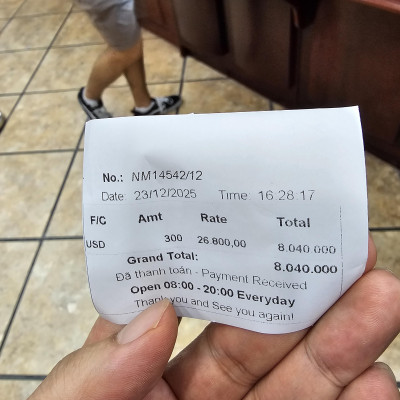 No.: NM14542/12
Date 23/12/2025 Time 16:28:17
F/C Amt Rate Total
USD 300 26.800,00 8.040.000
Grand Total: 8.040.000
Đã thanh toán - Payment Received
Open 08:00 - 20:00 Everyday
Thank you and See you again!